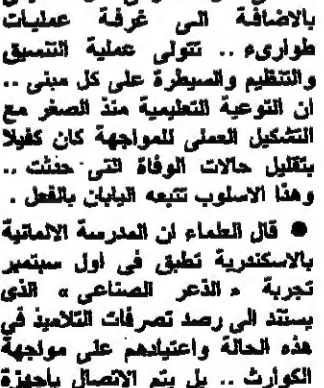 بالاضافة الى غرفة عمليات
طوارىء .. تتولى عملية التنسيق
والتنظيم والسيطرة على كل مبنى ..
ان التوعية التعليمية منذ الصغر مع
التشكيل العملى للمواجهة كان كفيلا
بتقليل حالات الوفاة التى حدثت ..
وهذا الاسلوب تتبعه اليابان بالفعل .
● قال العلماء ان المدرسة الالمانية
بالاسكندرية تطبق فى اول سبتمبر
تجربة « الذعر الصناعى » الذى
يستند الى رصد تصرفات التلاميذ فى
هذه الحالة واعتيادهم على مواجهة
الكوارث .. بل يتم الاتصال باجهزة